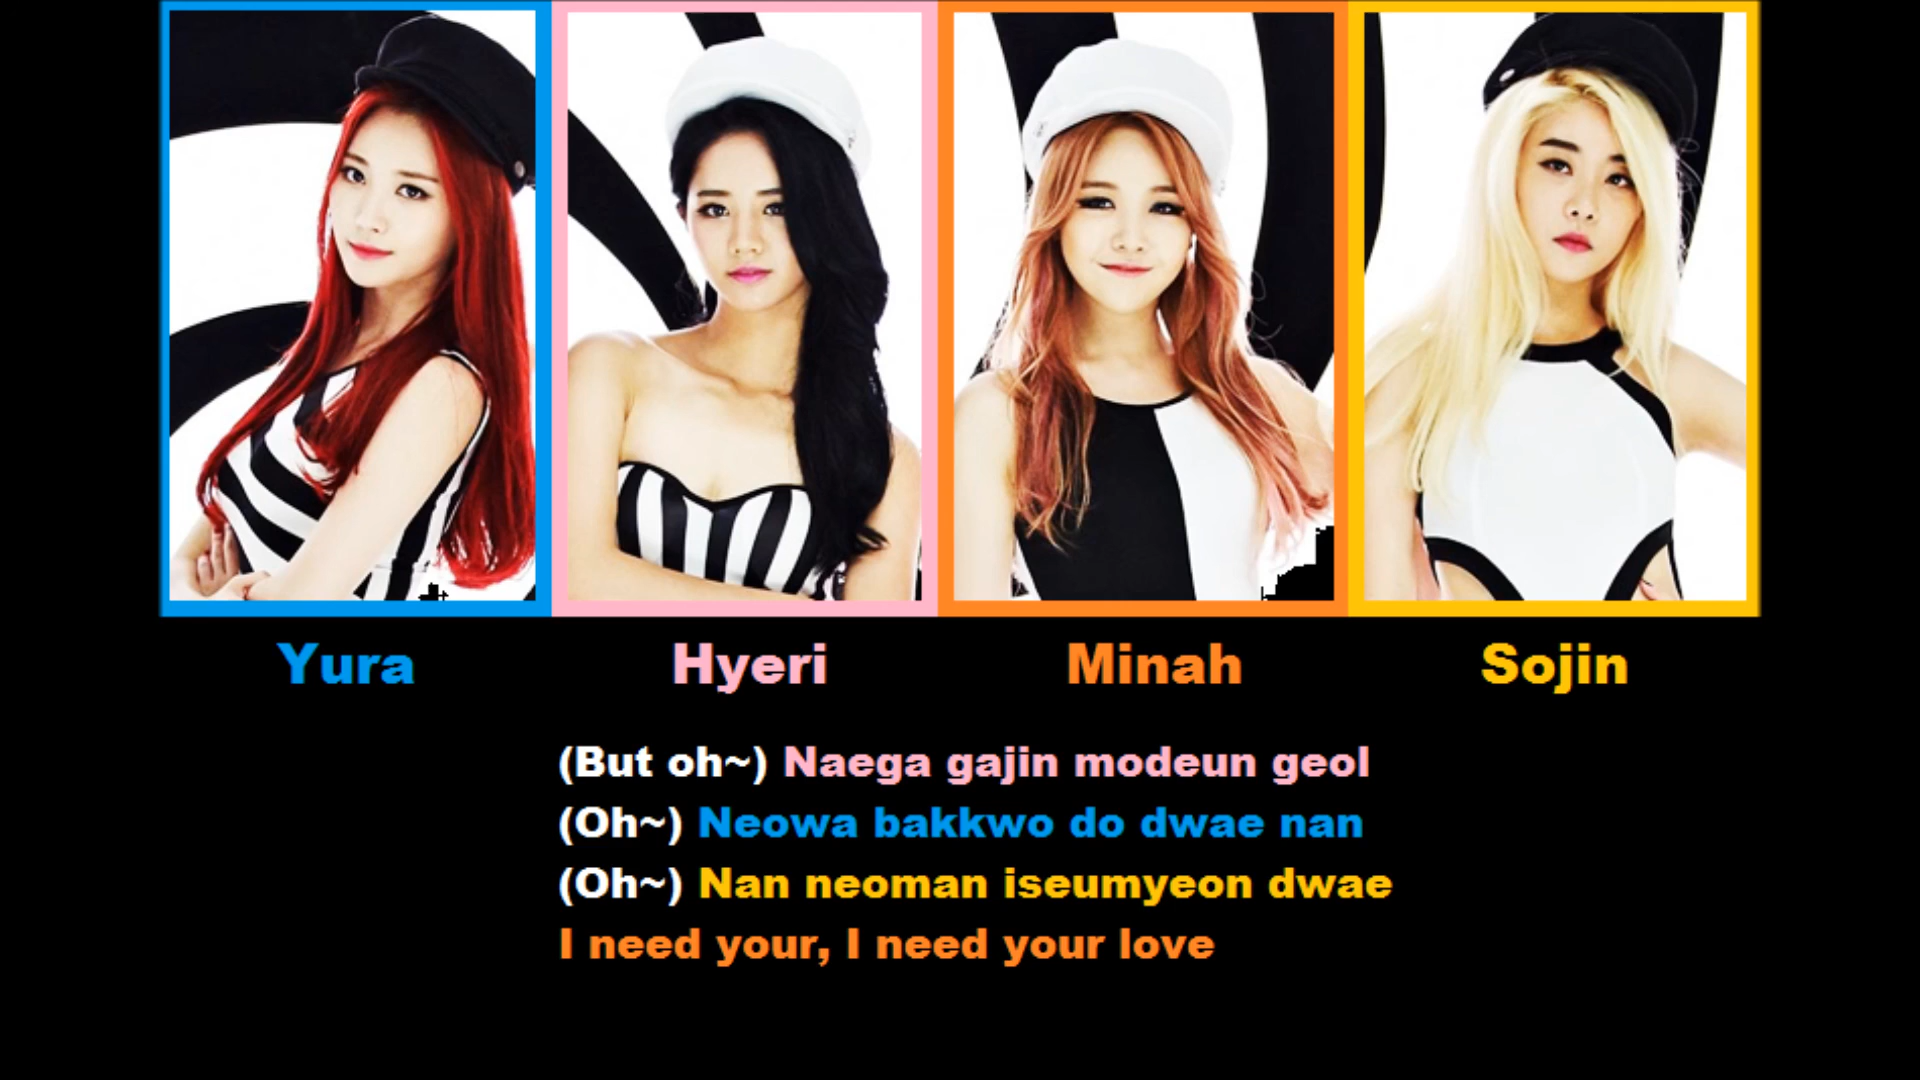 Yura Hyeri Minah Sojin
(But oh~) Naega gajin modeun geol
(Oh~) Neowa bakkwo do dwae nan
(Oh~) Nan neoman iseumyeon dwae
I need your, I need your love